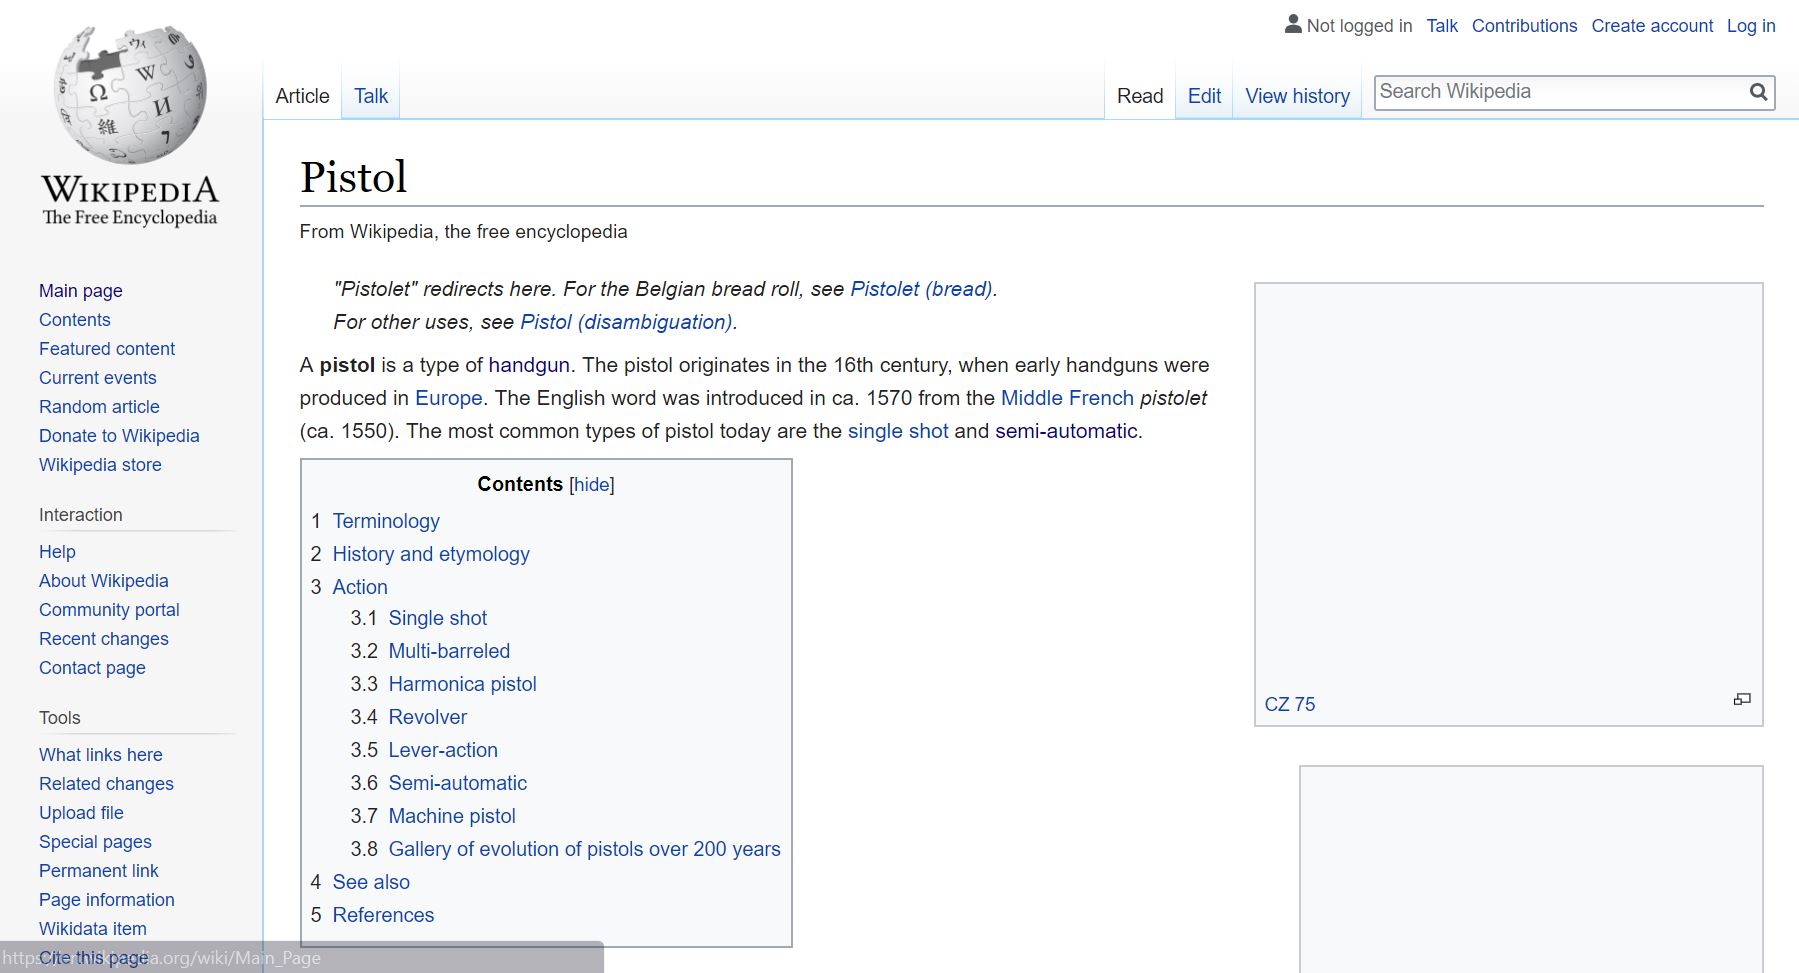 Not logged in Talk Contributions Create account Log in
Article Talk Read Edit View history Search Wikipedia
WIKIPEDIA
The Free Encyclopedia
Main page
Contents
Featured content
Current events
Random article
Donate to Wikipedia
Wikipedia store
Interaction
Help
About Wikipedia
Community portal
Recent changes
Contact page
Tools
What links here
Related changes
Upload file
Special pages
Permanent link
Page information
Wikidata item
Cite this page
Pistol
From Wikipedia, the free encyclopedia
"Pistolet" redirects here. For the Belgian bread roll, see Pistolet (bread).
For other uses, see Pistol (disambiguation).
A pistol is a type of handgun. The pistol originates in the 16th century, when early handguns were
produced in Europe. The English word was introduced in ca. 1570 from the Middle French pistolet
(ca. 1550). The most common types of pistol today are the single shot and semi-automatic.
Contents [hide]
1 Terminology
2 History and etymology
3 Action
3.1 Single shot
3.2 Multi-barreled
3.3 Harmonica pistol
3.4 Revolver
3.5 Lever-action
3.6 Semi-automatic
3.7 Machine pistol
3.8 Gallery of evolution of pistols over 200 years
4 See also
5 References
CZ 75
https://en.wikipedia.org/wiki/Main_Page